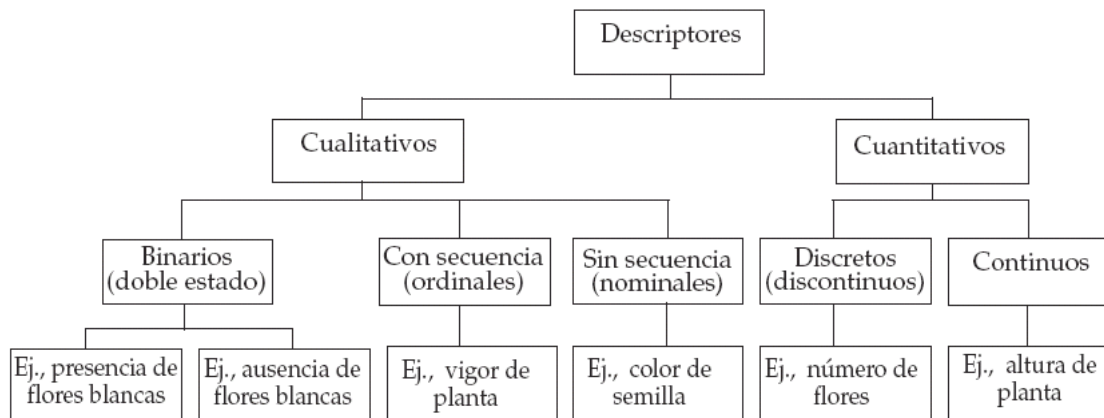 Descriptores
Cualitativos
Cuantitativos
Binarios
(doble estado)
Con secuencia
(ordinales)
Sin secuencia
(nominales)
Discretos
(discontinuos)
Continuos
Ej., presencia de
flores blancas
Ej., ausencia de
flores blancas
Ej., vigor de
planta
Ej., color de
semilla
Ej., número de
flores
Ej., altura de
planta